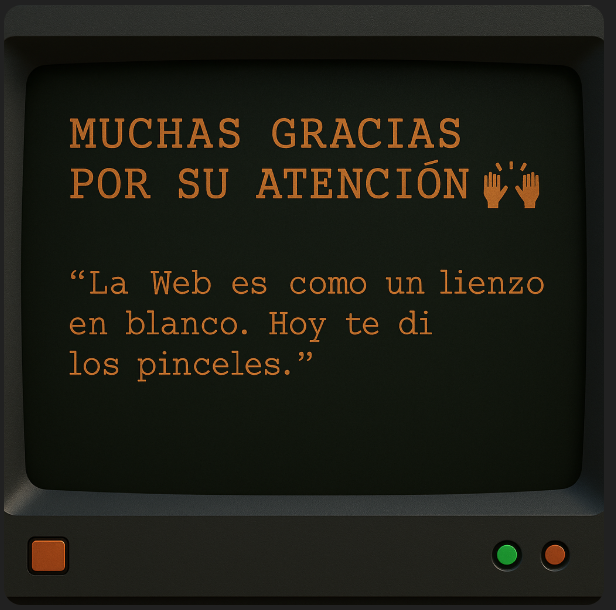 MUCHAS GRACIAS
POR SU ATENCIÓN 🙌
“La Web es como un lienzo
en blanco. Hoy te di
los pinceles.”